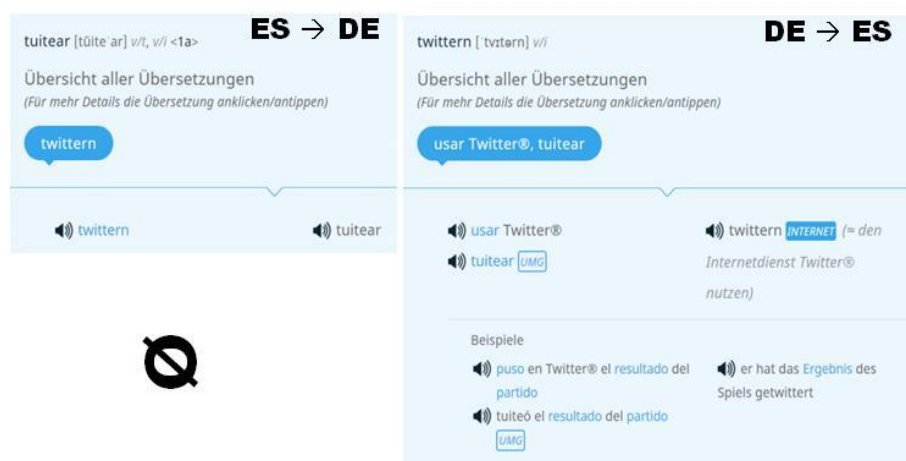 ES → DE
tuitear [tŭiteˈar] v/t, v/i <1a>
Übersicht aller Übersetzungen
(Für mehr Details die Übersetzung anklicken/antippen)
twittern
twittern tuitear
Ø
DE → ES
twittern [ˈtvɪtərn] v/i
Übersicht aller Übersetzungen
(Für mehr Details die Übersetzung anklicken/antippen)
usar Twitter®, tuitear
usar Twitter®
tuitear UMG
twittern INTERNET (= den
Internetdienst Twitter®
nutzen)
Beispiele
puso en Twitter® el resultado del
partido
tuiteó el resultado del partido
UMG
er hat das Ergebnis des
Spiels getwittert